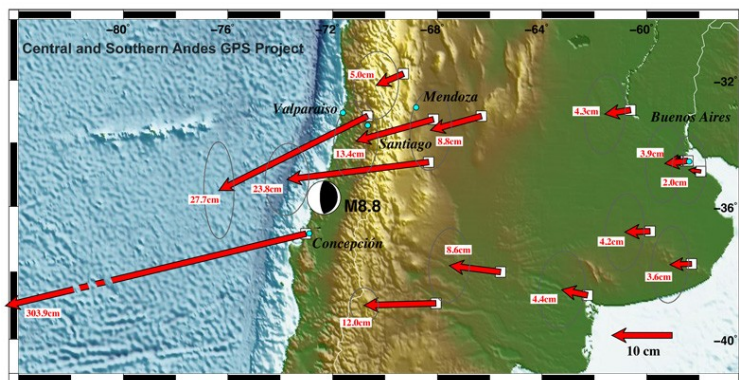 −80
−76
−72
−68
−64
−60
Central and Southern Andes GPS Project
−32
5.0cm
Mendoza
Valparaiso
4.3cm
Buenos Aires
8.8cm
Santiago
13.4cm
3.9cm
2.0cm
23.8cm
27.7cm
M8.8
−36
Concepción
4.2cm
8.6cm
3.6cm
4.4cm
303.9cm
12.0cm
−40
10 cm